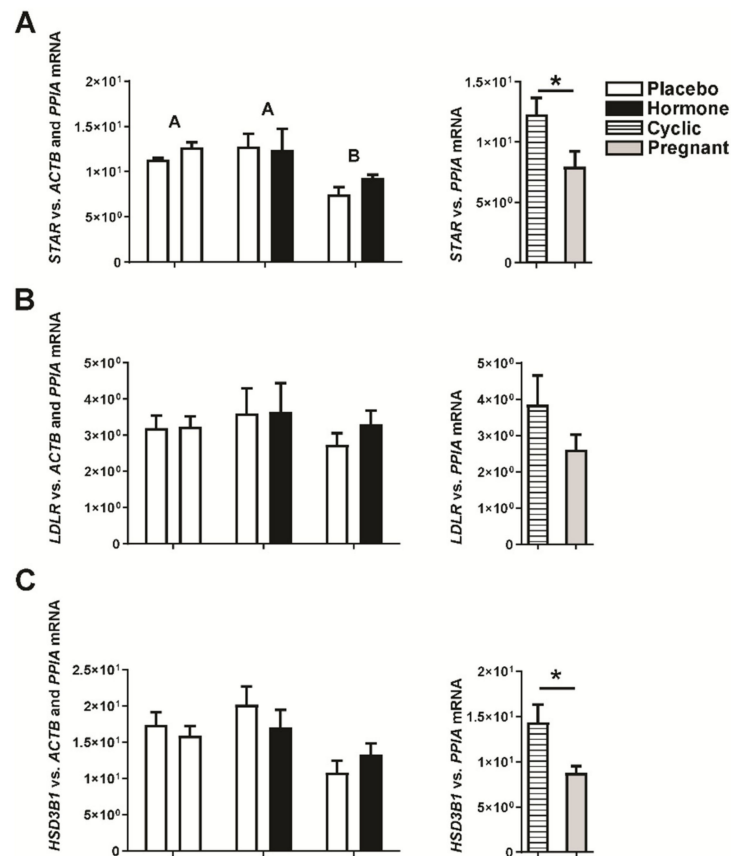 A
STAR vs. ACTB and PPIA mRNA
2×10¹
1.5×10¹
1×10¹
5×10⁰
0
A
A
B
STAR vs. PPIA mRNA
1.5×10¹
1×10¹
5×10⁰
0
*
Placebo
Hormone
Cyclic
Pregnant
B
LDLR vs. ACTB and PPIA mRNA
5×10⁰
4×10⁰
3×10⁰
2×10⁰
1×10⁰
0
LDLR vs. PPIA mRNA
5×10⁰
4×10⁰
3×10⁰
2×10⁰
1×10⁰
0
C
HSD3B1 vs. ACTB and PPIA mRNA
2.5×10¹
2×10¹
1.5×10¹
1×10¹
5×10⁰
0
HSD3B1 vs. PPIA mRNA
2×10¹
1.5×10¹
1×10¹
5×10⁰
0
*